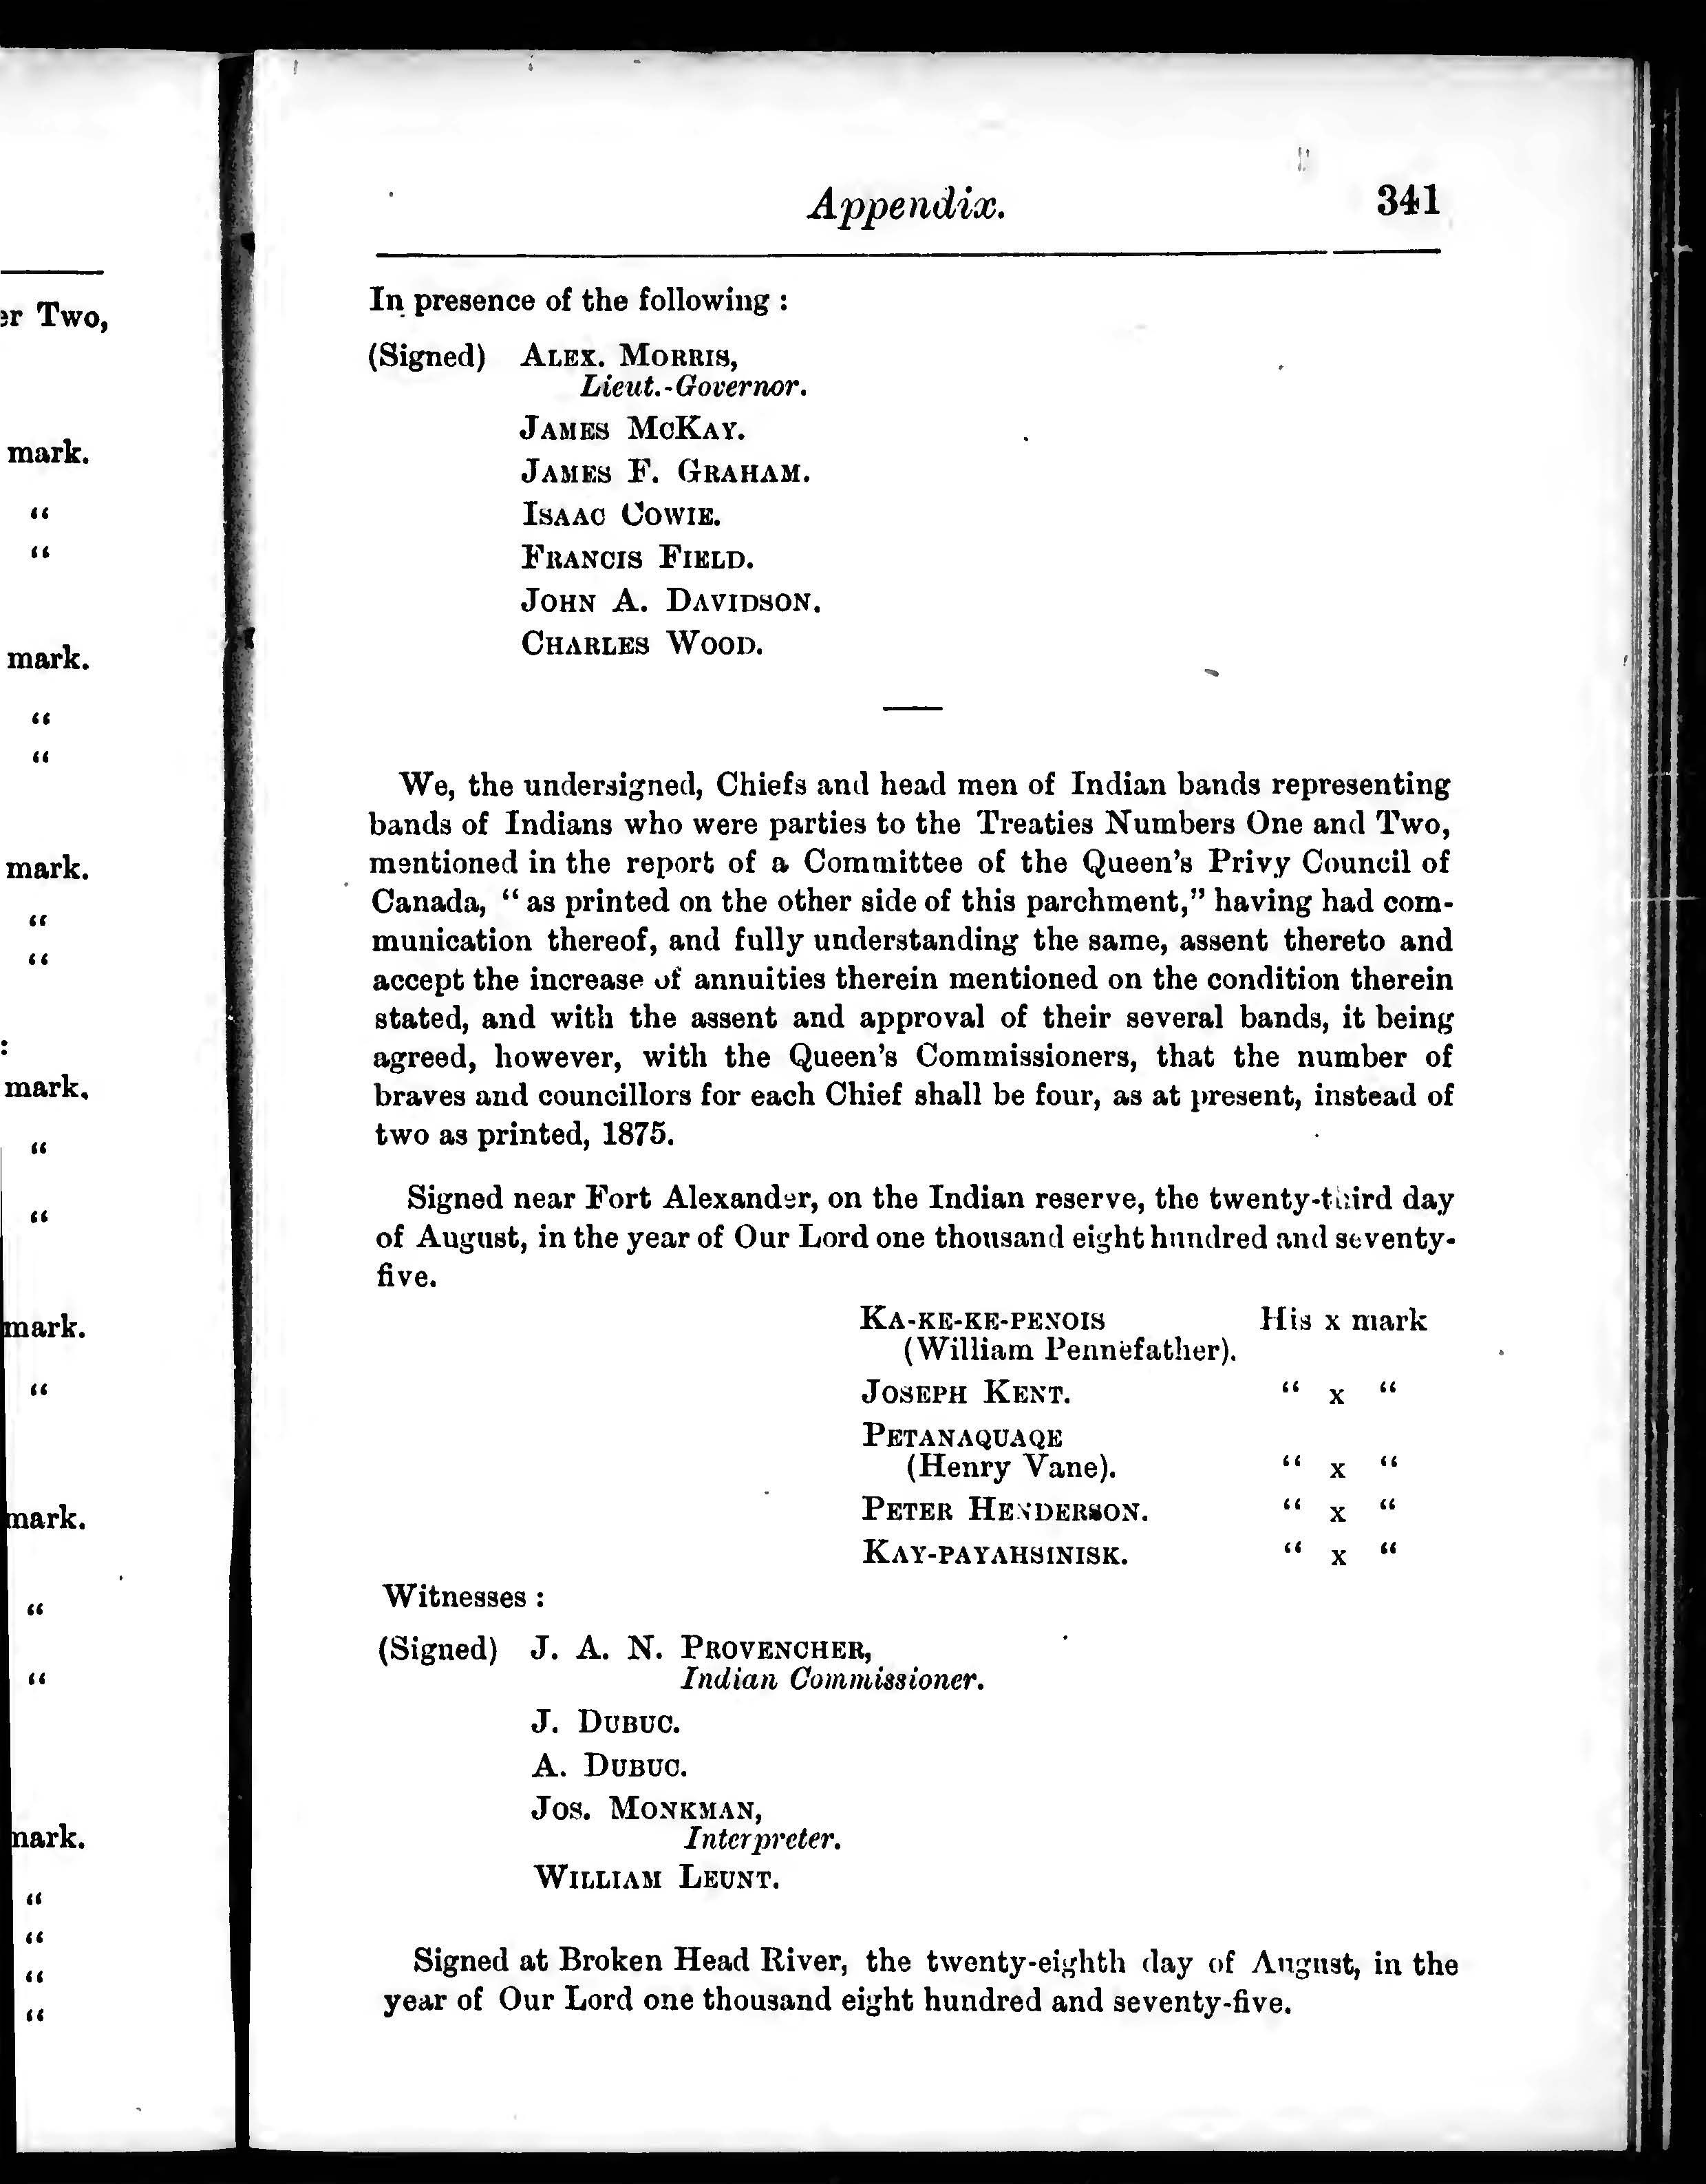 er Two,
mark.
“
“
mark.
“
“
mark.
“
“
:
mark.
“
“
mark.
“
mark.
“
“
mark.
“
“
“
“
Appendix. 341
In presence of the following :
(Signed) ALEX. MORRIS,
Lieut.-Governor.
JAMES MCKAY.
JAMES F. GRAHAM.
ISAAC COWIE.
FRANCIS FIELD.
JOHN A. DAVIDSON.
CHARLES WOOD.
We, the undersigned, Chiefs and head men of Indian bands representing
bands of Indians who were parties to the Treaties Numbers One and Two,
mentioned in the report of a Committee of the Queen's Privy Council of
Canada, “ as printed on the other side of this parchment,” having had com-
munication thereof, and fully understanding the same, assent thereto and
accept the increase of annuities therein mentioned on the condition therein
stated, and with the assent and approval of their several bands, it being
agreed, however, with the Queen's Commissioners, that the number of
braves and councillors for each Chief shall be four, as at present, instead of
two as printed, 1875.
Signed near Fort Alexander, on the Indian reserve, the twenty-third day
of August, in the year of Our Lord one thousand eight hundred and seventy-
five.
KA-KE-KE-PENOIS His x mark
(William Pennefather).
JOSEPH KENT. “ x “
PETANAQUAQE
(Henry Vane). “ x “
PETER HENDERSON. “ x “
KAY-PAYAHSINISK. “ x “
Witnesses :
(Signed) J. A. N. PROVENCHER,
Indian Commissioner.
J. DUBUC.
A. DUBUC.
JOS. MONKMAN,
Interpreter.
WILLIAM LEUNT.
Signed at Broken Head River, the twenty-eighth day of August, in the
year of Our Lord one thousand eight hundred and seventy-five.